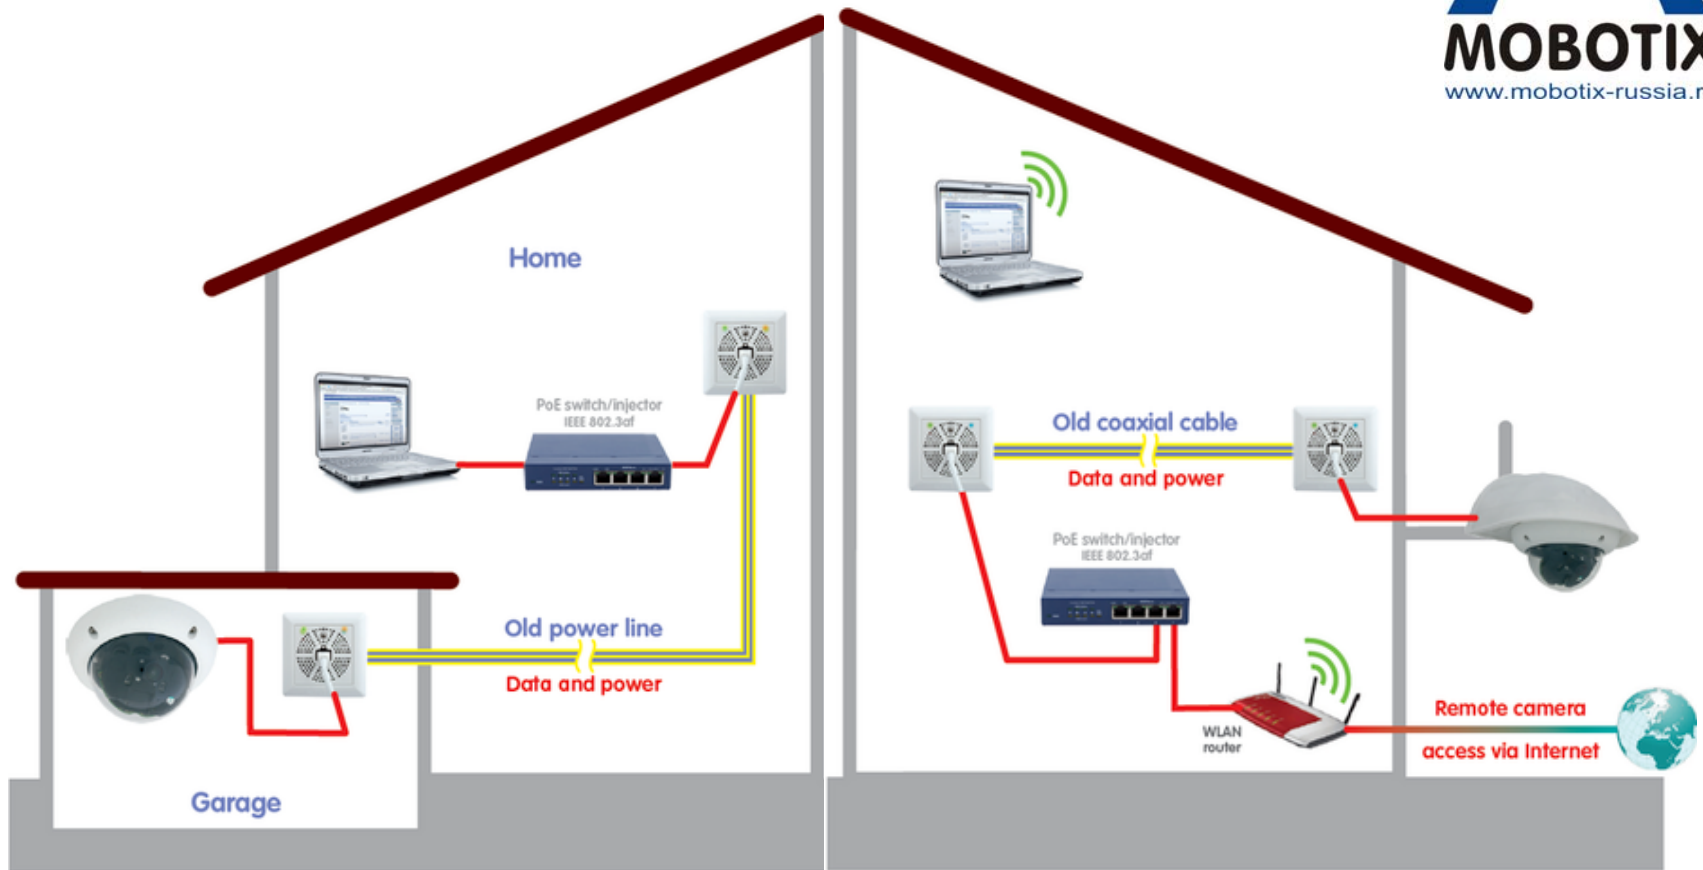 MOBOTIX
www.mobotix-russia.r
Home
PoE switch/injector
IEEE 802.3af
Old power line
Data and power
Garage
Old coaxial cable
Data and power
PoE switch/injector
IEEE 802.3af
WLAN
router
Remote camera
access via Internet